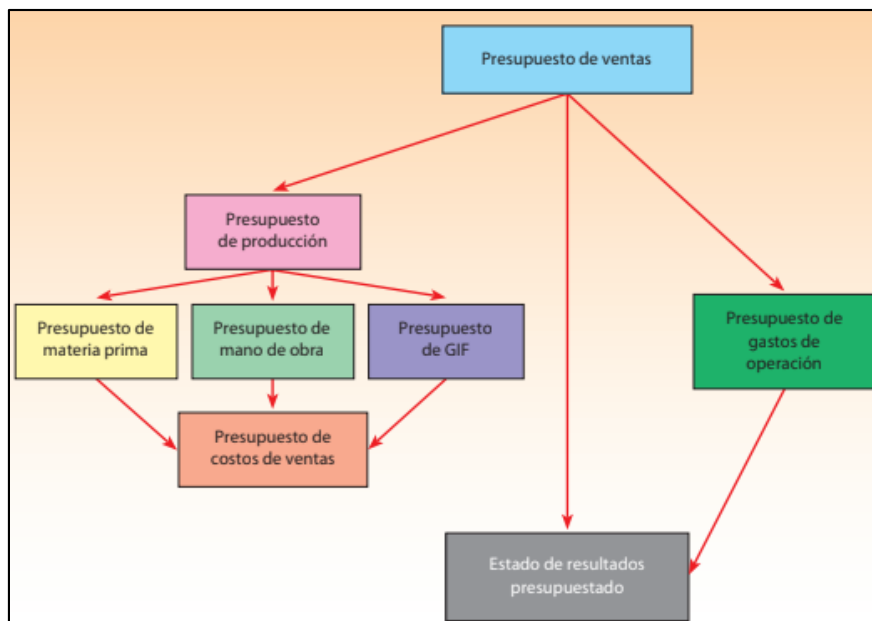 Presupuesto de ventas
Presupuesto
de producción
Presupuesto de
materia prima
Presupuesto de
mano de obra
Presupuesto
de GIF
Presupuesto de
gastos de
operación
Presupuesto de
costos de ventas
Estado de resultados
presupuestado